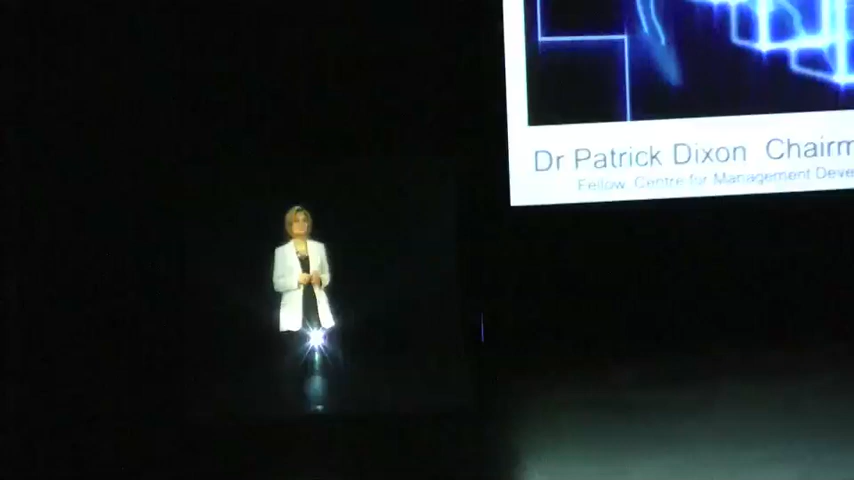 Dr Patrick Dixon Chairm
Fellow, Centre for Management Deve